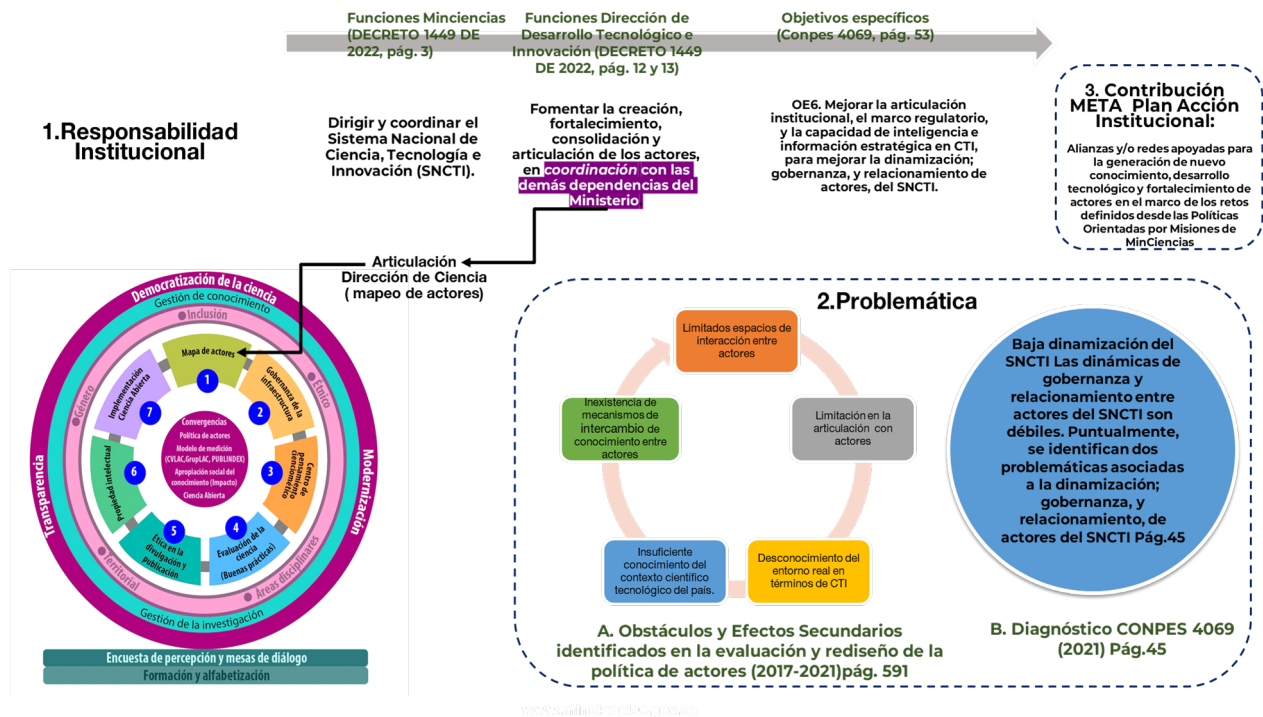 Funciones Minciencias
(DECRETO 1449 DE
2022, pág. 3)
Funciones Dirección de
Desarrollo Tecnológico e
Innovación (DECRETO 1449
DE 2022, pág. 12 y 13)
Objetivos específicos
(Conpes 4069, pág. 53)
1.Responsabilidad
Institucional
Dirigir y coordinar el
Sistema Nacional de
Ciencia, Tecnología e
Innovación (SNCTI).
Fomentar la creación,
fortalecimiento,
consolidación y
articulación de los actores,
en coordinación con las
demás dependencias del
Ministerio
OE6. Mejorar la articulación
institucional, el marco regulatorio,
y la capacidad de inteligencia e
información estratégica en CTI,
para mejorar la dinamización;
gobernanza, y relacionamiento de
actores, del SNCTI.
3. Contribución
META Plan Acción
Institucional:
Alianzas y/o redes apoyadas para
la generación de nuevo
conocimiento, desarrollo
tecnológico y fortalecimiento de
actores en el marco de los retos
definidos desde las Políticas
Orientadas por Misiones de
MinCiencias
Articulación
Dirección de Ciencia
( mapeo de actores)
Democratización de la ciencia
Gestión de conocimiento
Inclusión
Género
Étnico
Transparencia
Modernización
Territorial
Áreas disciplinares
Gestión de la investigación
Mapa de actores
1
Gobernanza de la
infraestructura
2
Centro de
pensamiento
cienciométrico
3
Evaluación de la
ciencia
(Buenas prácticas)
4
Ética en la
divulgación y
publicación
5
Propiedad intelectual
6
Implementación
Ciencia Abierta
7
Convergencias
Política de actores
Modelo de medición
(CVLAC,GrupLAC, PUBLINDEX)
Apropiación social del
conocimiento (Impacto)
Ciencia Abierta
Encuesta de percepción y mesas de diálogo
Formación y alfabetización
2.Problemática
Limitados espacios de
interacción entre
actores
Limitación en la
articulación con
actores
Desconocimiento del
entorno real en
términos de CTI
Insuficiente
conocimiento del
contexto científico
tecnológico del país.
Inexistencia de
mecanismos de
intercambio de
conocimiento entre
actores
A. Obstáculos y Efectos Secundarios
identificados en la evaluación y rediseño de la
política de actores (2017-2021)pág. 591
Baja dinamización del
SNCTI Las dinámicas de
gobernanza y
relacionamiento entre
actores del SNCTI son
débiles. Puntualmente,
se identifican dos
problemáticas asociadas
a la dinamización;
gobernanza, y
relacionamiento, de
actores del SNCTI Pág.45
B. Diagnóstico CONPES 4069
(2021) Pág.45